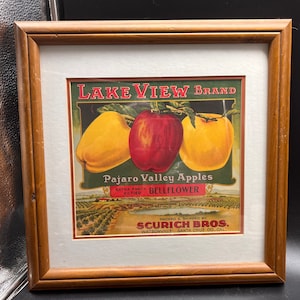 LAKE VIEW BRAND
Pajaro Valley Apples
BELLFLOWER
SCURICH BROS.